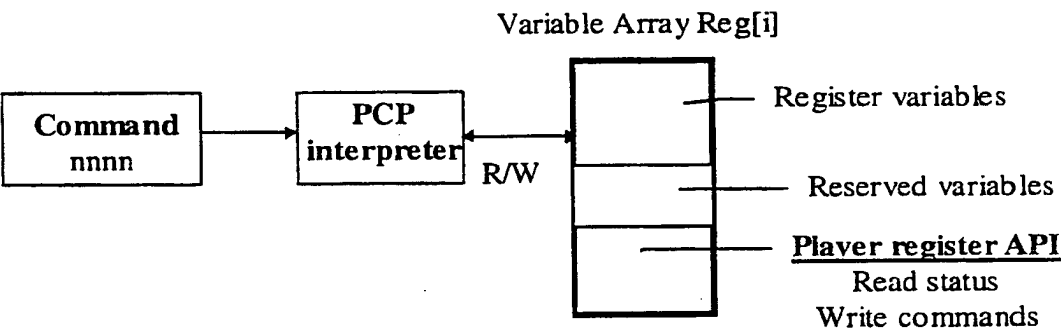 Variable Array Reg[i]
Command
nnnn
PCP
interpreter
R/W
Register variables
Reserved variables
Player register API
Read status
Write commands